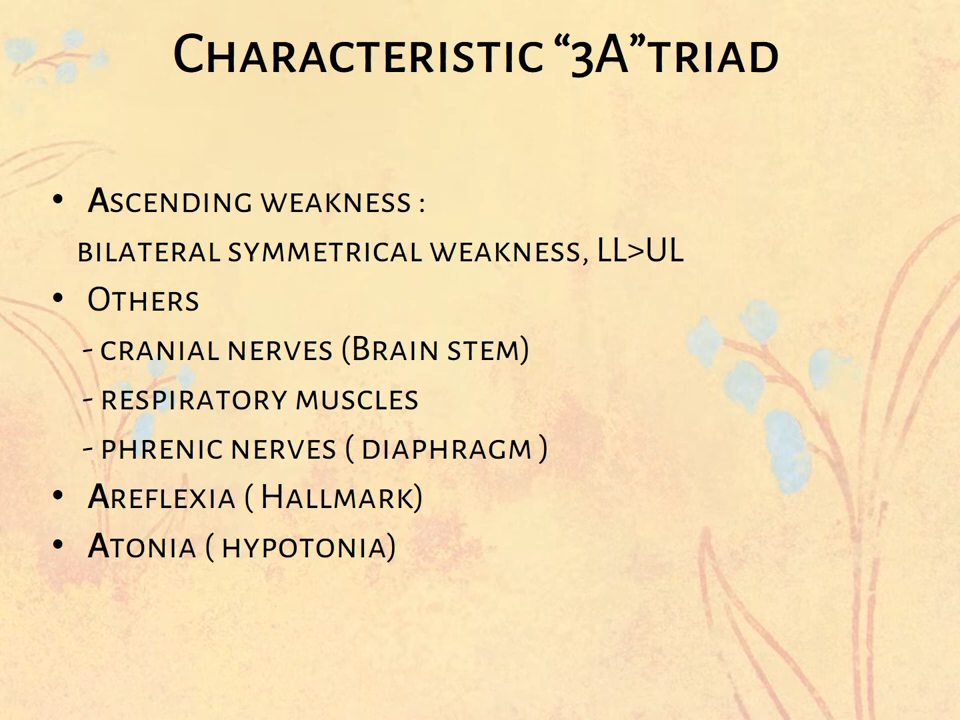 Characteristic “3A”triad
• Ascending weakness :
bilateral symmetrical weakness, LL>UL
• Others
- cranial nerves (Brain stem)
- respiratory muscles
- phrenic nerves ( diaphragm )
• Areflexia ( Hallmark)
• Atonia ( hypotonia)